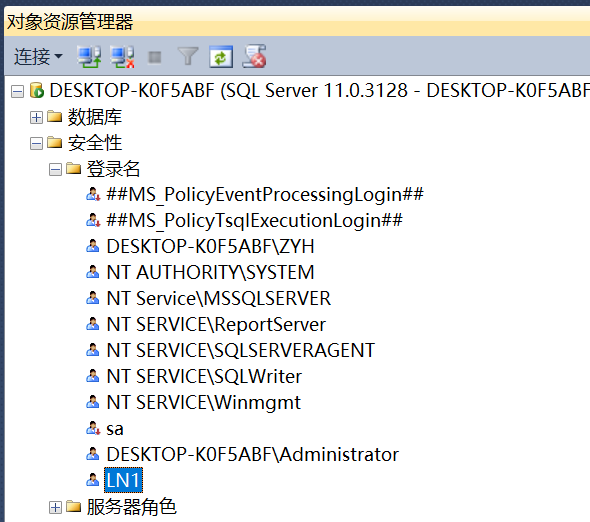 对象资源管理器
连接
DESKTOP-K0F5ABF (SQL Server 11.0.3128 - DESKTOP-K0F5ABF
数据库
安全性
登录名
##MS_PolicyEventProcessingLogin##
##MS_PolicyTsqlExecutionLogin##
DESKTOP-K0F5ABF\ZYH
NT AUTHORITY\SYSTEM
NT Service\MSSQLSERVER
NT SERVICE\ReportServer
NT SERVICE\SQLSERVERAGENT
NT SERVICE\SQLWriter
NT SERVICE\Winmgmt
sa
DESKTOP-K0F5ABF\Administrator
LN1
服务器角色